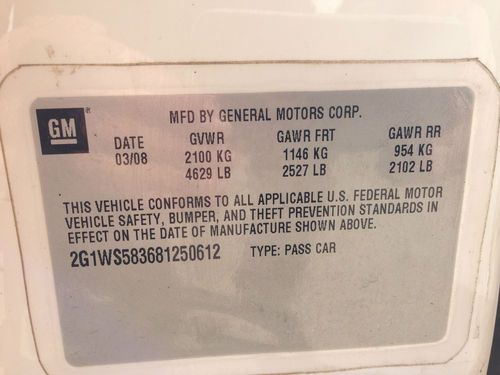 GM ®
MFD BY GENERAL MOTORS CORP.
DATE GVWR GAWR FRT GAWR RR
03/08 2100 KG 1146 KG 954 KG
4629 LB 2527 LB 2102 LB
THIS VEHICLE CONFORMS TO ALL APPLICABLE U.S. FEDERAL MOTOR
VEHICLE SAFETY, BUMPER, AND THEFT PREVENTION STANDARDS IN
EFFECT ON THE DATE OF MANUFACTURE SHOWN ABOVE.
2G1WS583681250612 TYPE: PASS CAR